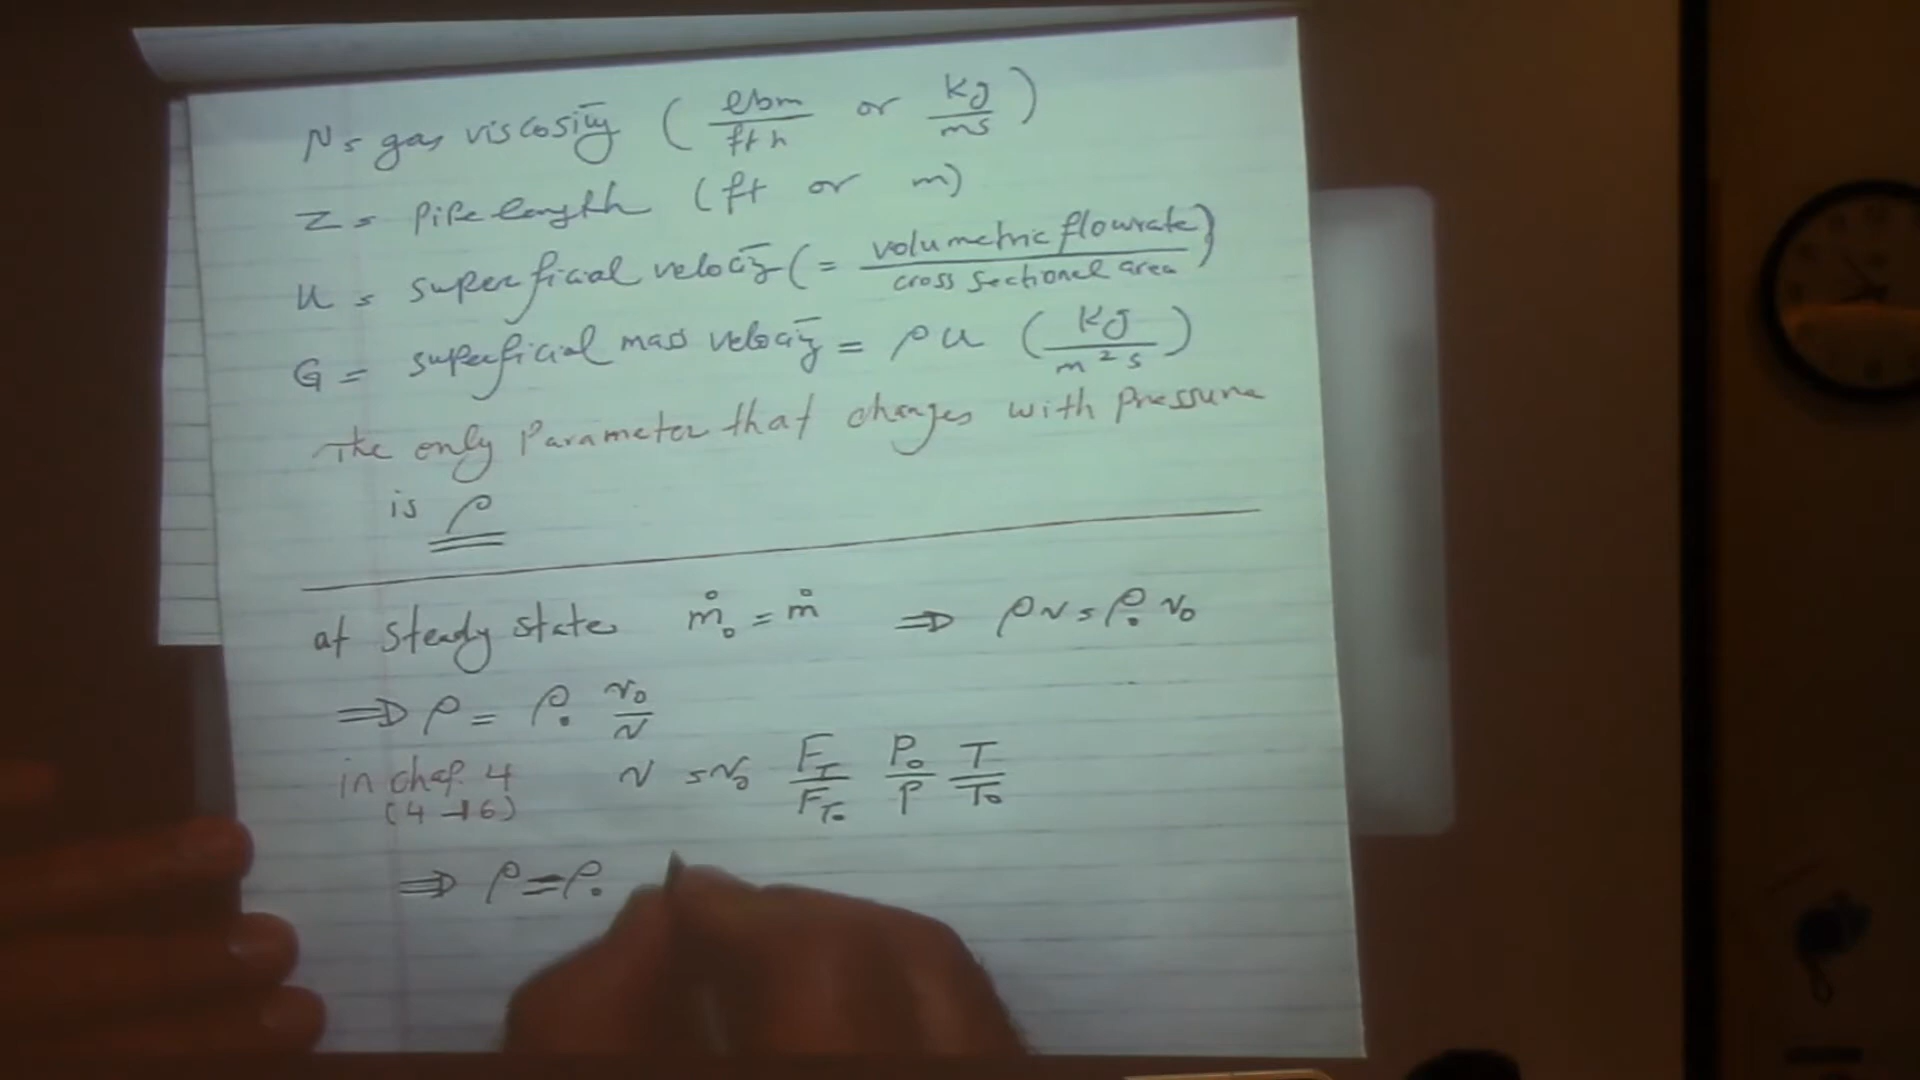 μ = gas viscosity ( lbm/ft h or kg/ms )
Z = Pipe length (ft or m)
u = superficial velocity (= volumetric flowrate / cross sectional area)
G = superficial mass velocity = ρ u ( kg / m² s )
The only Parameter that changes with pressure
is ρ
at steady state ṁ₀ = ṁ ⇒ ρ v = ρ₀ v₀
⇒ ρ = ρ₀ v₀/v
in chap. 4 v = v₀ F_T/F_T₀ P₀/P T/T₀
(4-16)
⇒ ρ = ρ₀